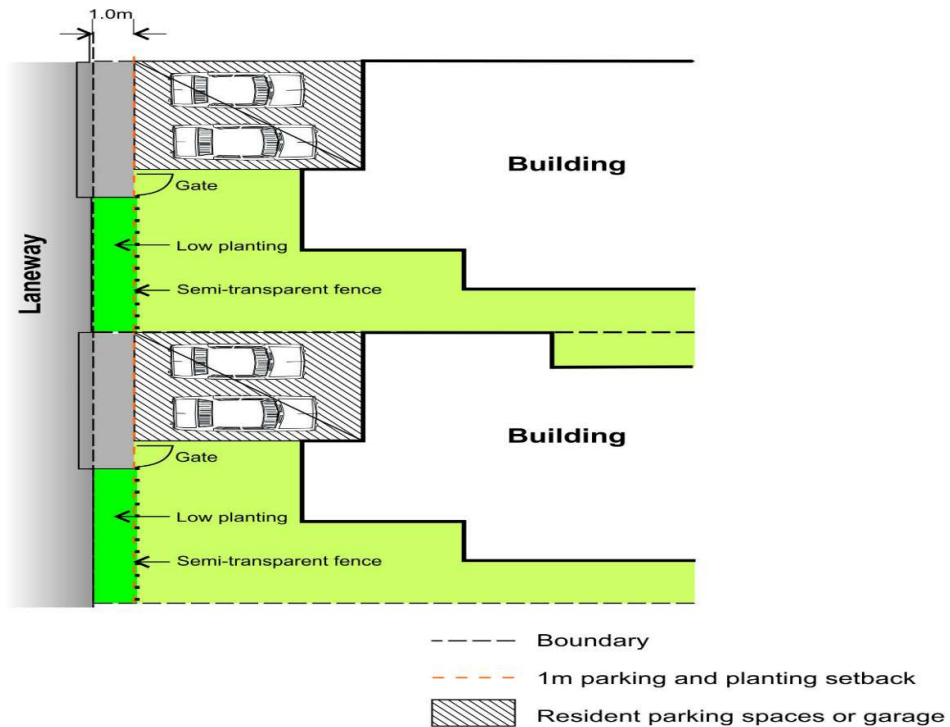 1.0m
Building
Gate
Low planting
Semi-transparent fence
Laneway
Building
Gate
Low planting
Semi-transparent fence
Boundary
1m parking and planting setback
Resident parking spaces or garage